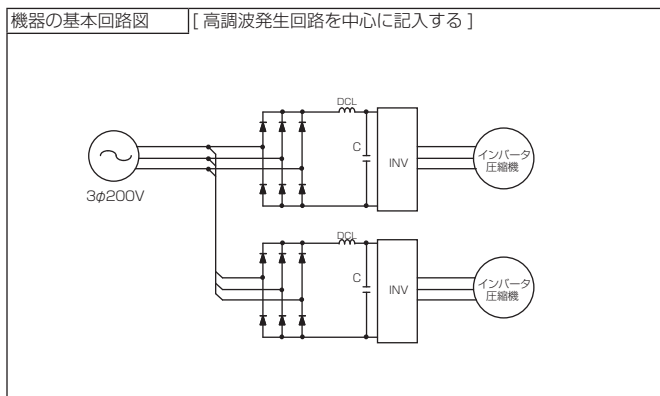 機器の基本回路図 [ 高調波発生回路を中心に記入する ]
DCL
C
INV
インバータ
圧縮機
3φ200V
DCL
C
INV
インバータ
圧縮機